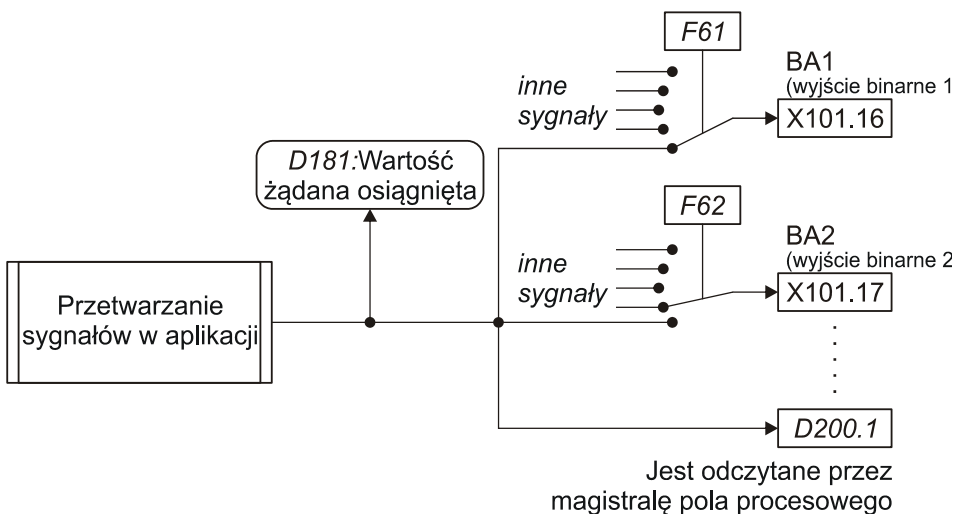 F61
BA1
(wyjście binarne 1
inne
sygnały
X101.16
D181:Wartość
żądana osiągnięta
F62
BA2
(wyjście binarne 2
inne
sygnały
X101.17
Przetwarzanie
sygnałów w aplikacji
D200.1
Jest odczytane przez
magistralę pola procesowego